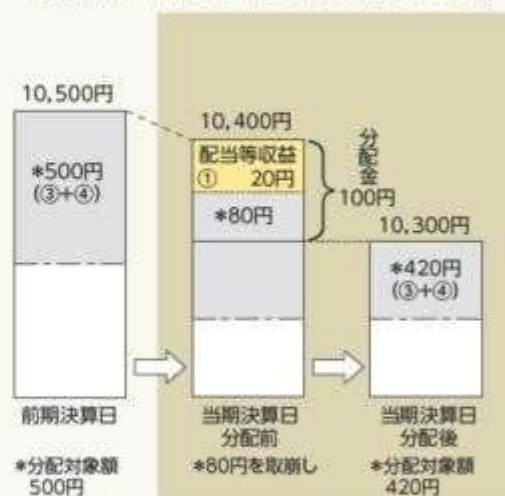 10,500円
*500円
(③+④)
10,400円
配当等収益
① 20円
*80円
分配金
100円
10,300円
*420円
(③+④)
前期決算日
当期決算日
分配前
当期決算日
分配後
*分配対象額
500円
*80円を取崩し
*分配対象額
420円